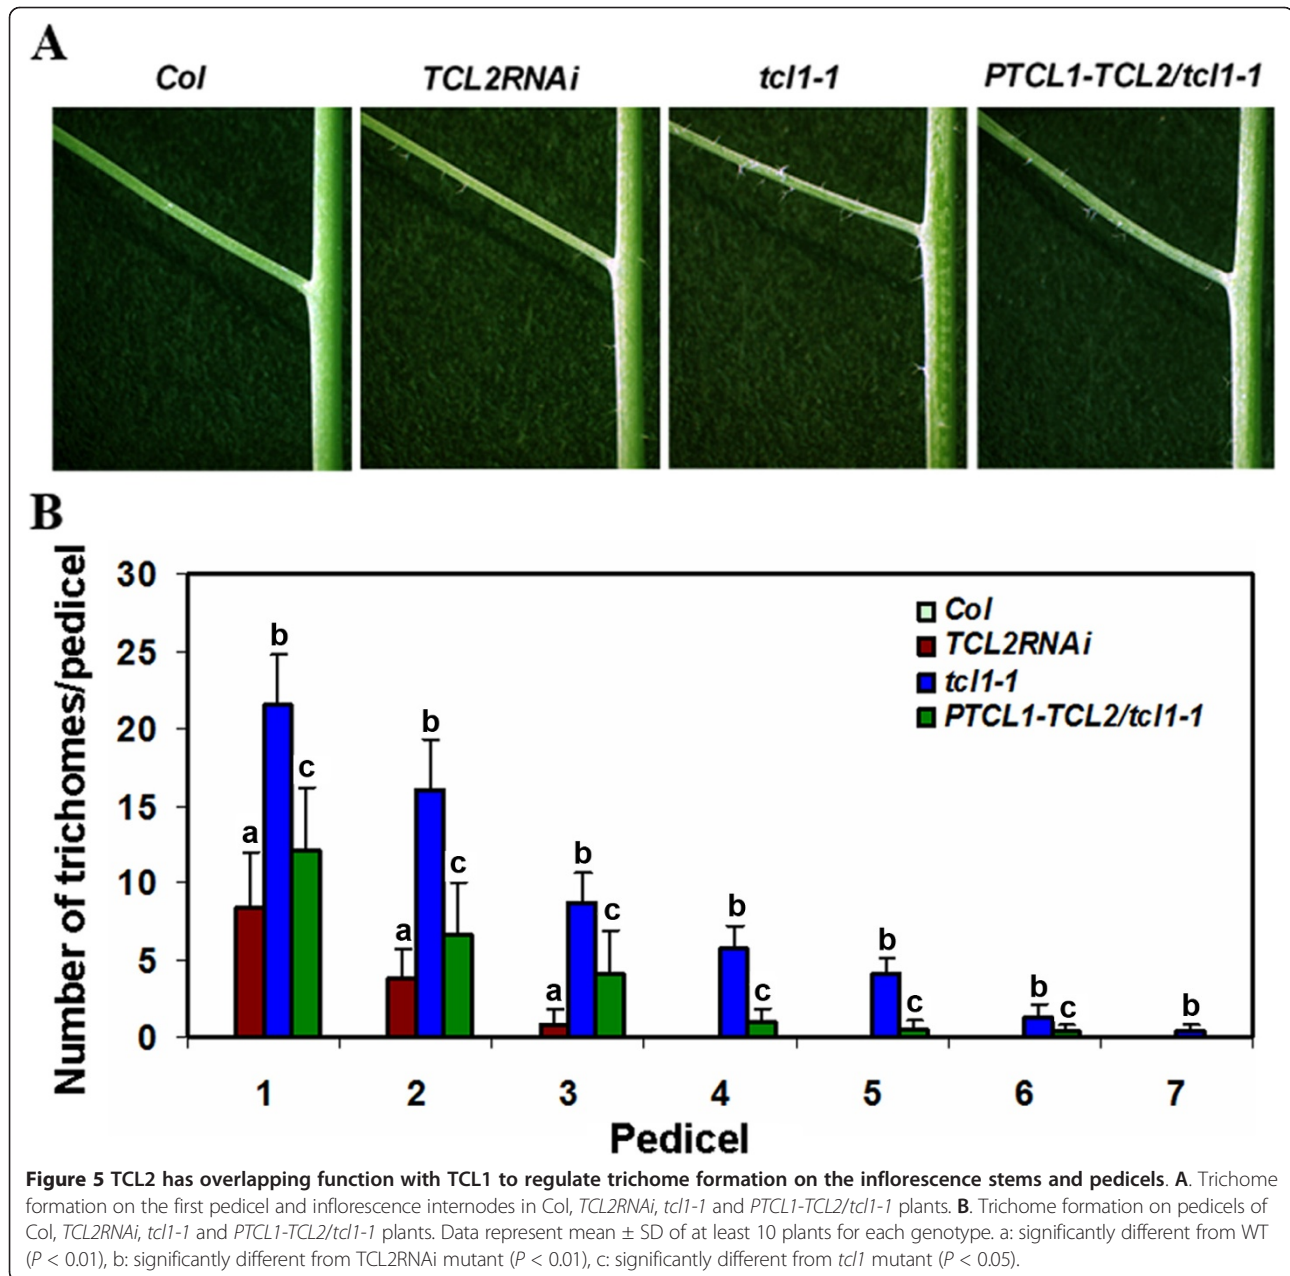 A
Col TCL2RNAi tcl1-1 PTCL1-TCL2/tcl1-1
B
Number of trichomes/pedicel
30
25
20
15
10
5
0
Col
TCL2RNAi
tcl1-1
PTCL1-TCL2/tcl1-1
a b c
a b c
a b c
b c
b c
b c
b
1 2 3 4 5 6 7
Pedicel
Figure 5 TCL2 has overlapping function with TCL1 to regulate trichome formation on the inflorescence stems and pedicels. A. Trichome
formation on the first pedicel and inflorescence internodes in Col, TCL2RNAi, tcl1-1 and PTCL1-TCL2/tcl1-1 plants. B. Trichome formation on pedicels of
Col, TCL2RNAi, tcl1-1 and PTCL1-TCL2/tcl1-1 plants. Data represent mean ± SD of at least 10 plants for each genotype. a: significantly different from WT
(P < 0.01), b: significantly different from TCL2RNAi mutant (P < 0.01), c: significantly different from tcl1 mutant (P < 0.05).